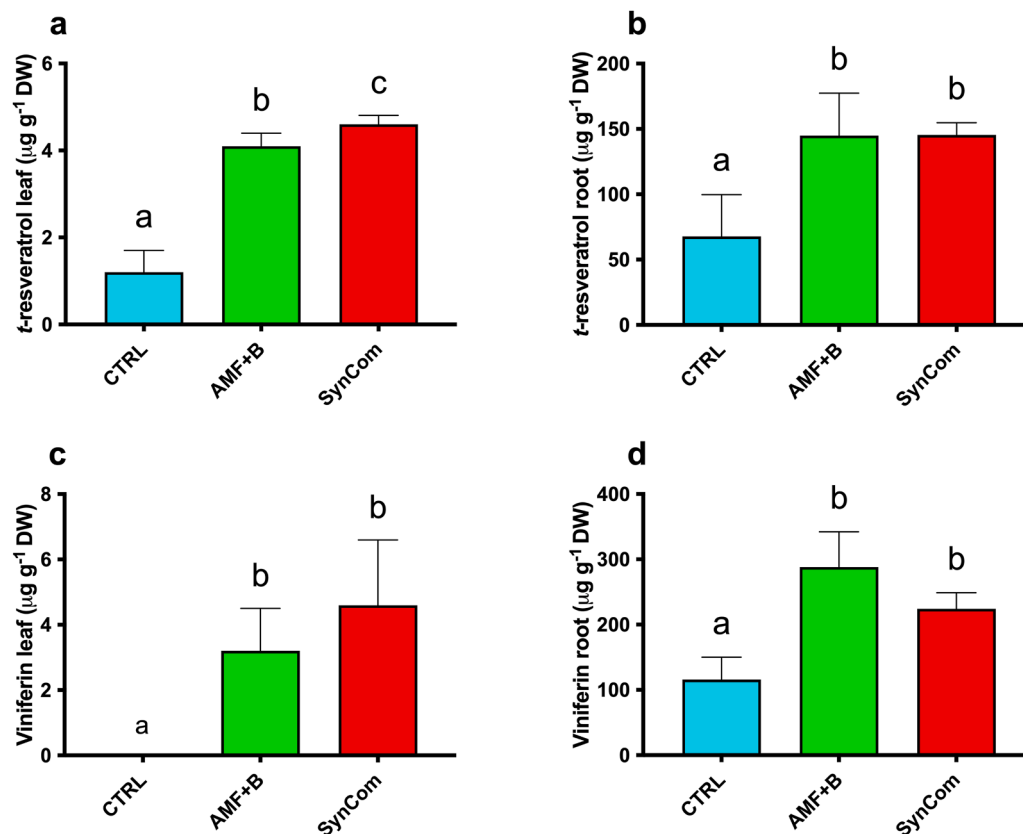 a
t-resveratrol leaf (µg g⁻¹ DW)
6
4
2
0
a
b
c
CTRL
AMF+B
SynCom
b
t-resveratrol root (µg g⁻¹ DW)
200
150
100
50
0
a
b
b
CTRL
AMF+B
SynCom
c
Viniferin leaf (µg g⁻¹ DW)
8
6
4
2
0
a
b
b
CTRL
AMF+B
SynCom
d
Viniferin root (µg g⁻¹ DW)
400
300
200
100
0
a
b
b
CTRL
AMF+B
SynCom